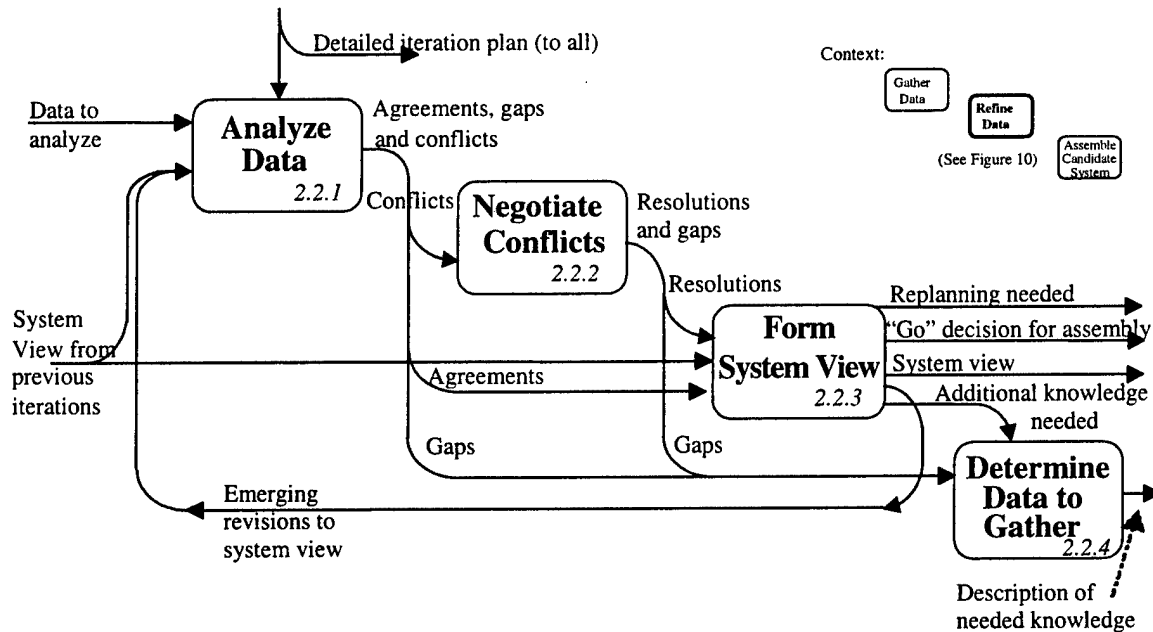 Detailed iteration plan (to all)
Context:
Gather
Data
Refine
Data
(See Figure 10)
Assemble
Candidate
System
Data to
analyze
Analyze
Data
2.2.1
Agreements, gaps
and conflicts
Conflicts
Negotiate
Conflicts
2.2.2
Resolutions
and gaps
Resolutions
System
View from
previous
iterations
Form
System View
2.2.3
Replanning needed
“Go” decision for assembly
System view
Additional knowledge
needed
Agreements
Gaps
Gaps
Emerging
revisions to
system view
Determine
Data to
Gather
2.2.4
Description of
needed knowledge